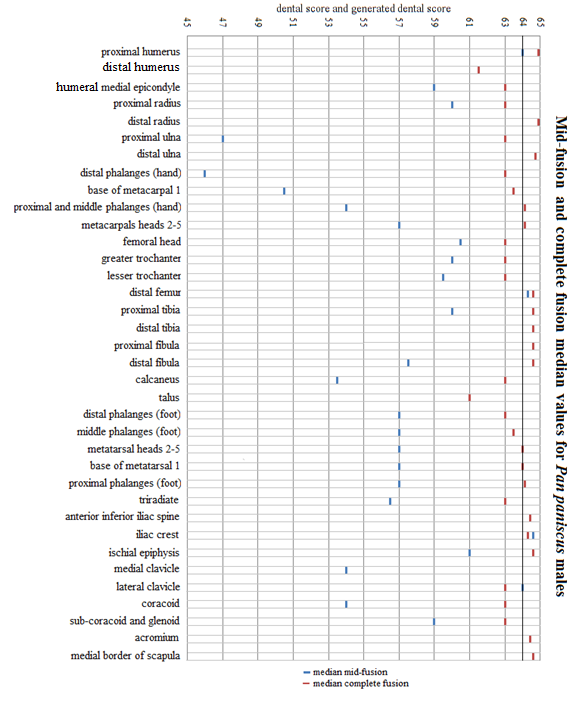 dental score and generated dental score
45 47 49 51 53 55 57 59 61 63 64 65
proximal humerus
distal humerus
humeral medial epicondyle
proximal radius
distal radius
proximal ulna
distal ulna
distal phalanges (hand)
base of metacarpal 1
proximal and middle phalanges (hand)
metacarpals heads 2-5
femoral head
greater trochanter
lesser trochanter
distal femur
proximal tibia
distal tibia
proximal fibula
distal fibula
calcaneus
talus
distal phalanges (foot)
middle phalanges (foot)
metatarsal heads 2-5
base of metatarsal 1
proximal phalanges (foot)
triradiate
anterior inferior iliac spine
iliac crest
ischial epiphysis
medial clavicle
lateral clavicle
coracoid
sub-coracoid and glenoid
acromium
medial border of scapula
median mid-fusion
median complete fusion
Mid-fusion and complete fusion median values for Pan paniscus males